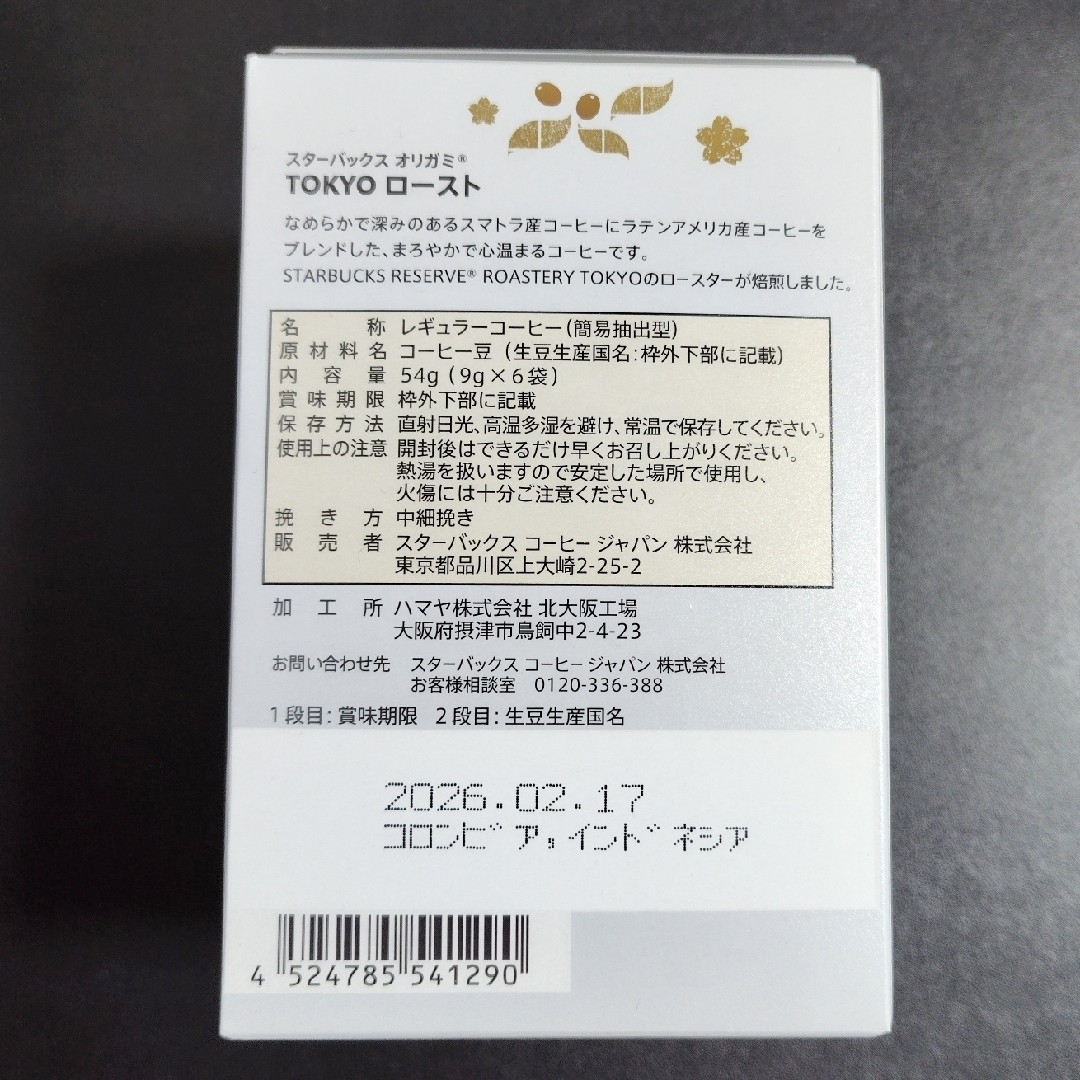 スターバックス オリガミ®
TOKYO ロースト
なめらかで深みのあるスマトラ産コーヒーにラテンアメリカ産コーヒーを
ブレンドした、まろやかで心温まるコーヒーです。
STARBUCKS RESERVE® ROASTERY TOKYOのロースターが焙煎しました。
名称 レギュラーコーヒー(簡易抽出型)
原材料名 コーヒー豆 (生豆生産国名:枠外下部に記載)
内容量 54g (9g×6袋)
賞味期限 枠外下部に記載
保存方法 直射日光、高温多湿を避け、常温で保存してください。
使用上の注意 開封後はできるだけ早くお召し上がりください。
熱湯を扱いますので安定した場所で使用し、
火傷には十分ご注意ください。
挽き方 中細挽き
販売者 スターバックス コーヒー ジャパン 株式会社
東京都品川区上大崎2-25-2
加工所 ハマヤ株式会社 北大阪工場
大阪府摂津市鳥飼中2-4-23
お問い合わせ先 スターバックス コーヒー ジャパン 株式会社
お客様相談室 0120-336-388
1段目:賞味期限 2段目:生豆生産国名
2026.02.17
コロンビア,インドネシア
4 524785 541290